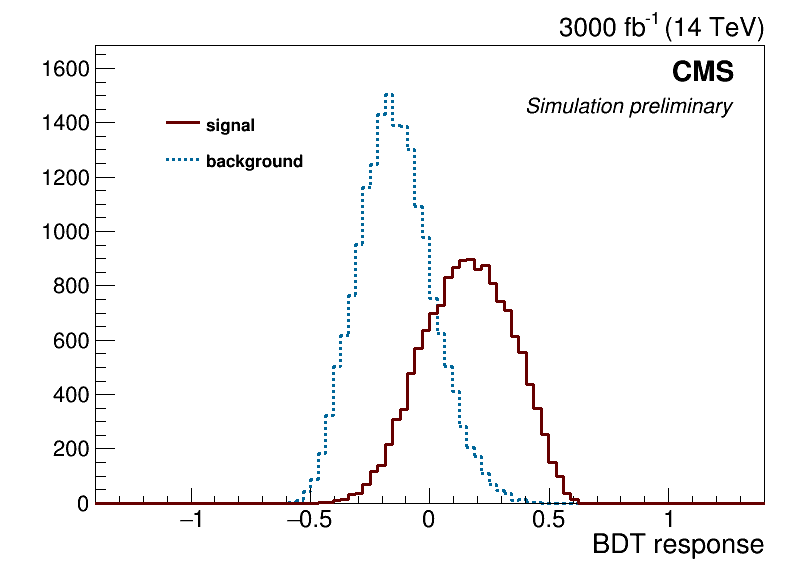 3000 fb⁻¹ (14 TeV)
CMS
Simulation preliminary
signal
background
1600
1400
1200
1000
800
600
400
200
0
−1 −0.5 0 0.5 1
BDT response